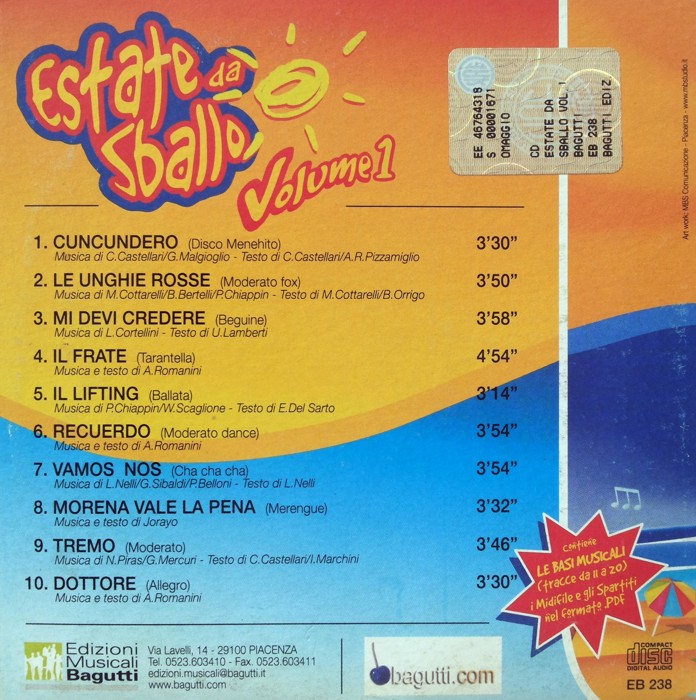 Estate da
Sballo
Volume 1
EE 46764318
S 00001671
OMAGGIO
CD
ESTATE DA
SBALLO VOL. 1
BAGUTTI
EB 238
BAGUTTI EDIZ
Art work: MBS Comunicazione - Piacenza - www.mbstudio.it
1. CUNCUNDERO (Disco Menehito) 3'30"
Musica di C.Castellari/G.Malgioglio - Testo di C.Castellari/A.R.Pizzamiglio
2. LE UNGHIE ROSSE (Moderato fox) 3'50"
Musica di M.Cottarelli/B.Bertelli/P.Chiappin - Testo di M.Cottarelli/B.Orrigo
3. MI DEVI CREDERE (Beguine) 3'58"
Musica di L.Cortellini - Testo di U.Lamberti
4. IL FRATE (Tarantella) 4'54"
Musica e testo di A.Romanini
5. IL LIFTING (Ballata) 3'14"
Musica di P.Chiappin/W.Scaglione - Testo di E.Del Sarto
6. RECUERDO (Moderato dance) 3'54"
Musica e testo di A.Romanini
7. VAMOS NOS (Cha cha cha) 3'54"
Musica di L.Nelli/G.Sibaldi/P.Belloni - Testo di L.Nelli
8. MORENA VALE LA PENA (Merengue) 3'32"
Musica e testo di Jorayo
9. TREMO (Moderato) 3'46"
Musica di N.Piras/G.Mercuri - Testo di C.Castellari/I.Marchini
10. DOTTORE (Allegro) 3'30"
Musica e testo di A.Romanini
contiene
LE BASI MUSICALI
(tracce da 11 a 20)
i Midifile e gli Spartiti
nel formato .PDF
Edizioni
Musicali
Bagutti
Via Lavelli, 14 - 29100 PIACENZA
Tel. 0523.603410 - Fax. 0523.603411
edizioni.musicali@bagutti.it
www.bagutti.com
bagutti.com
COMPACT
disc
DIGITAL AUDIO
EB 238